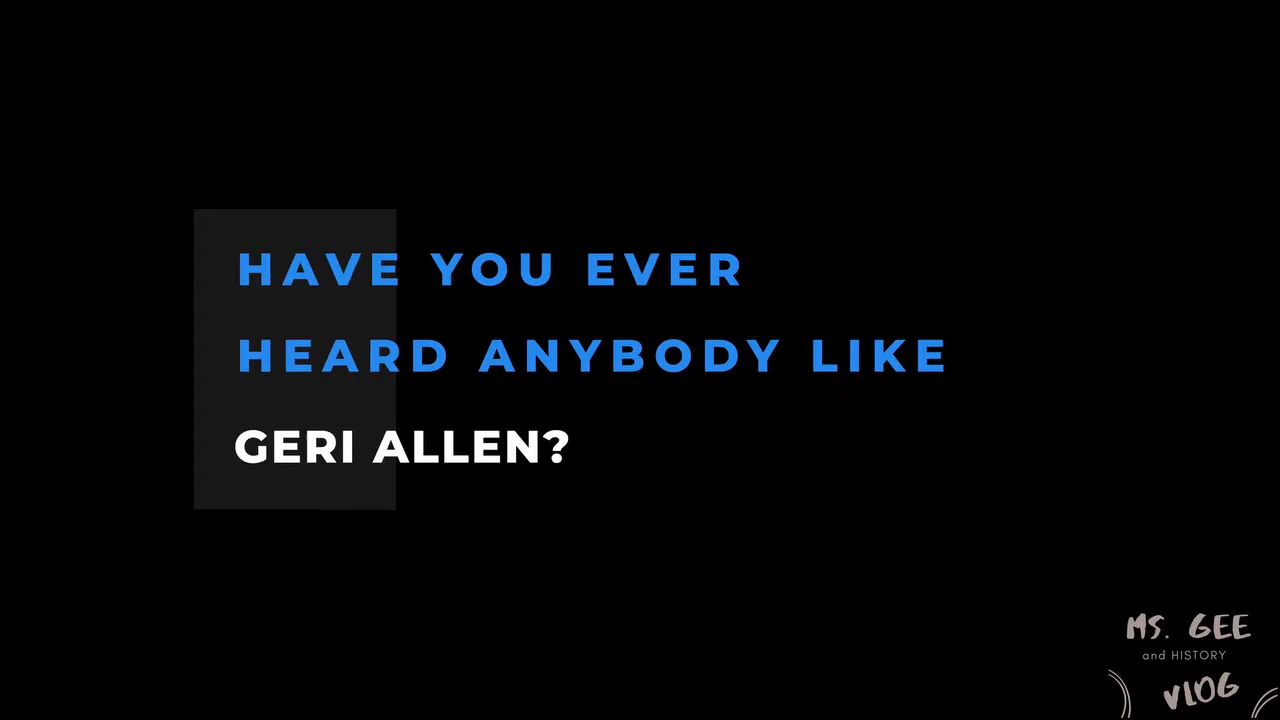 HAVE YOU EVER
HEARD ANYBODY LIKE
GERI ALLEN?
MS. GEE
and HISTORY
VLOG